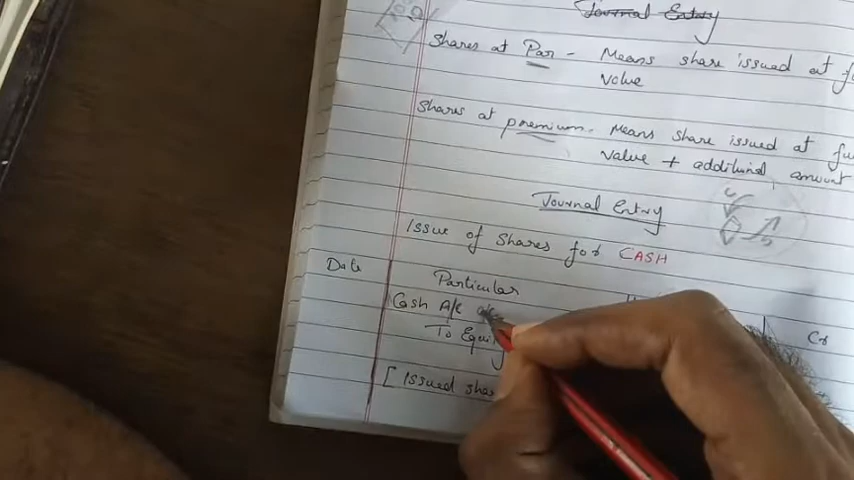 Journal Entry
Shares at Par - Means share issued at
value
Shares at premium. Means share issued at
value + additional amount
Journal Entry
Issue of Shares for CASH
Date Particular Cr
Cash A/c
To Equi
[Issued shar